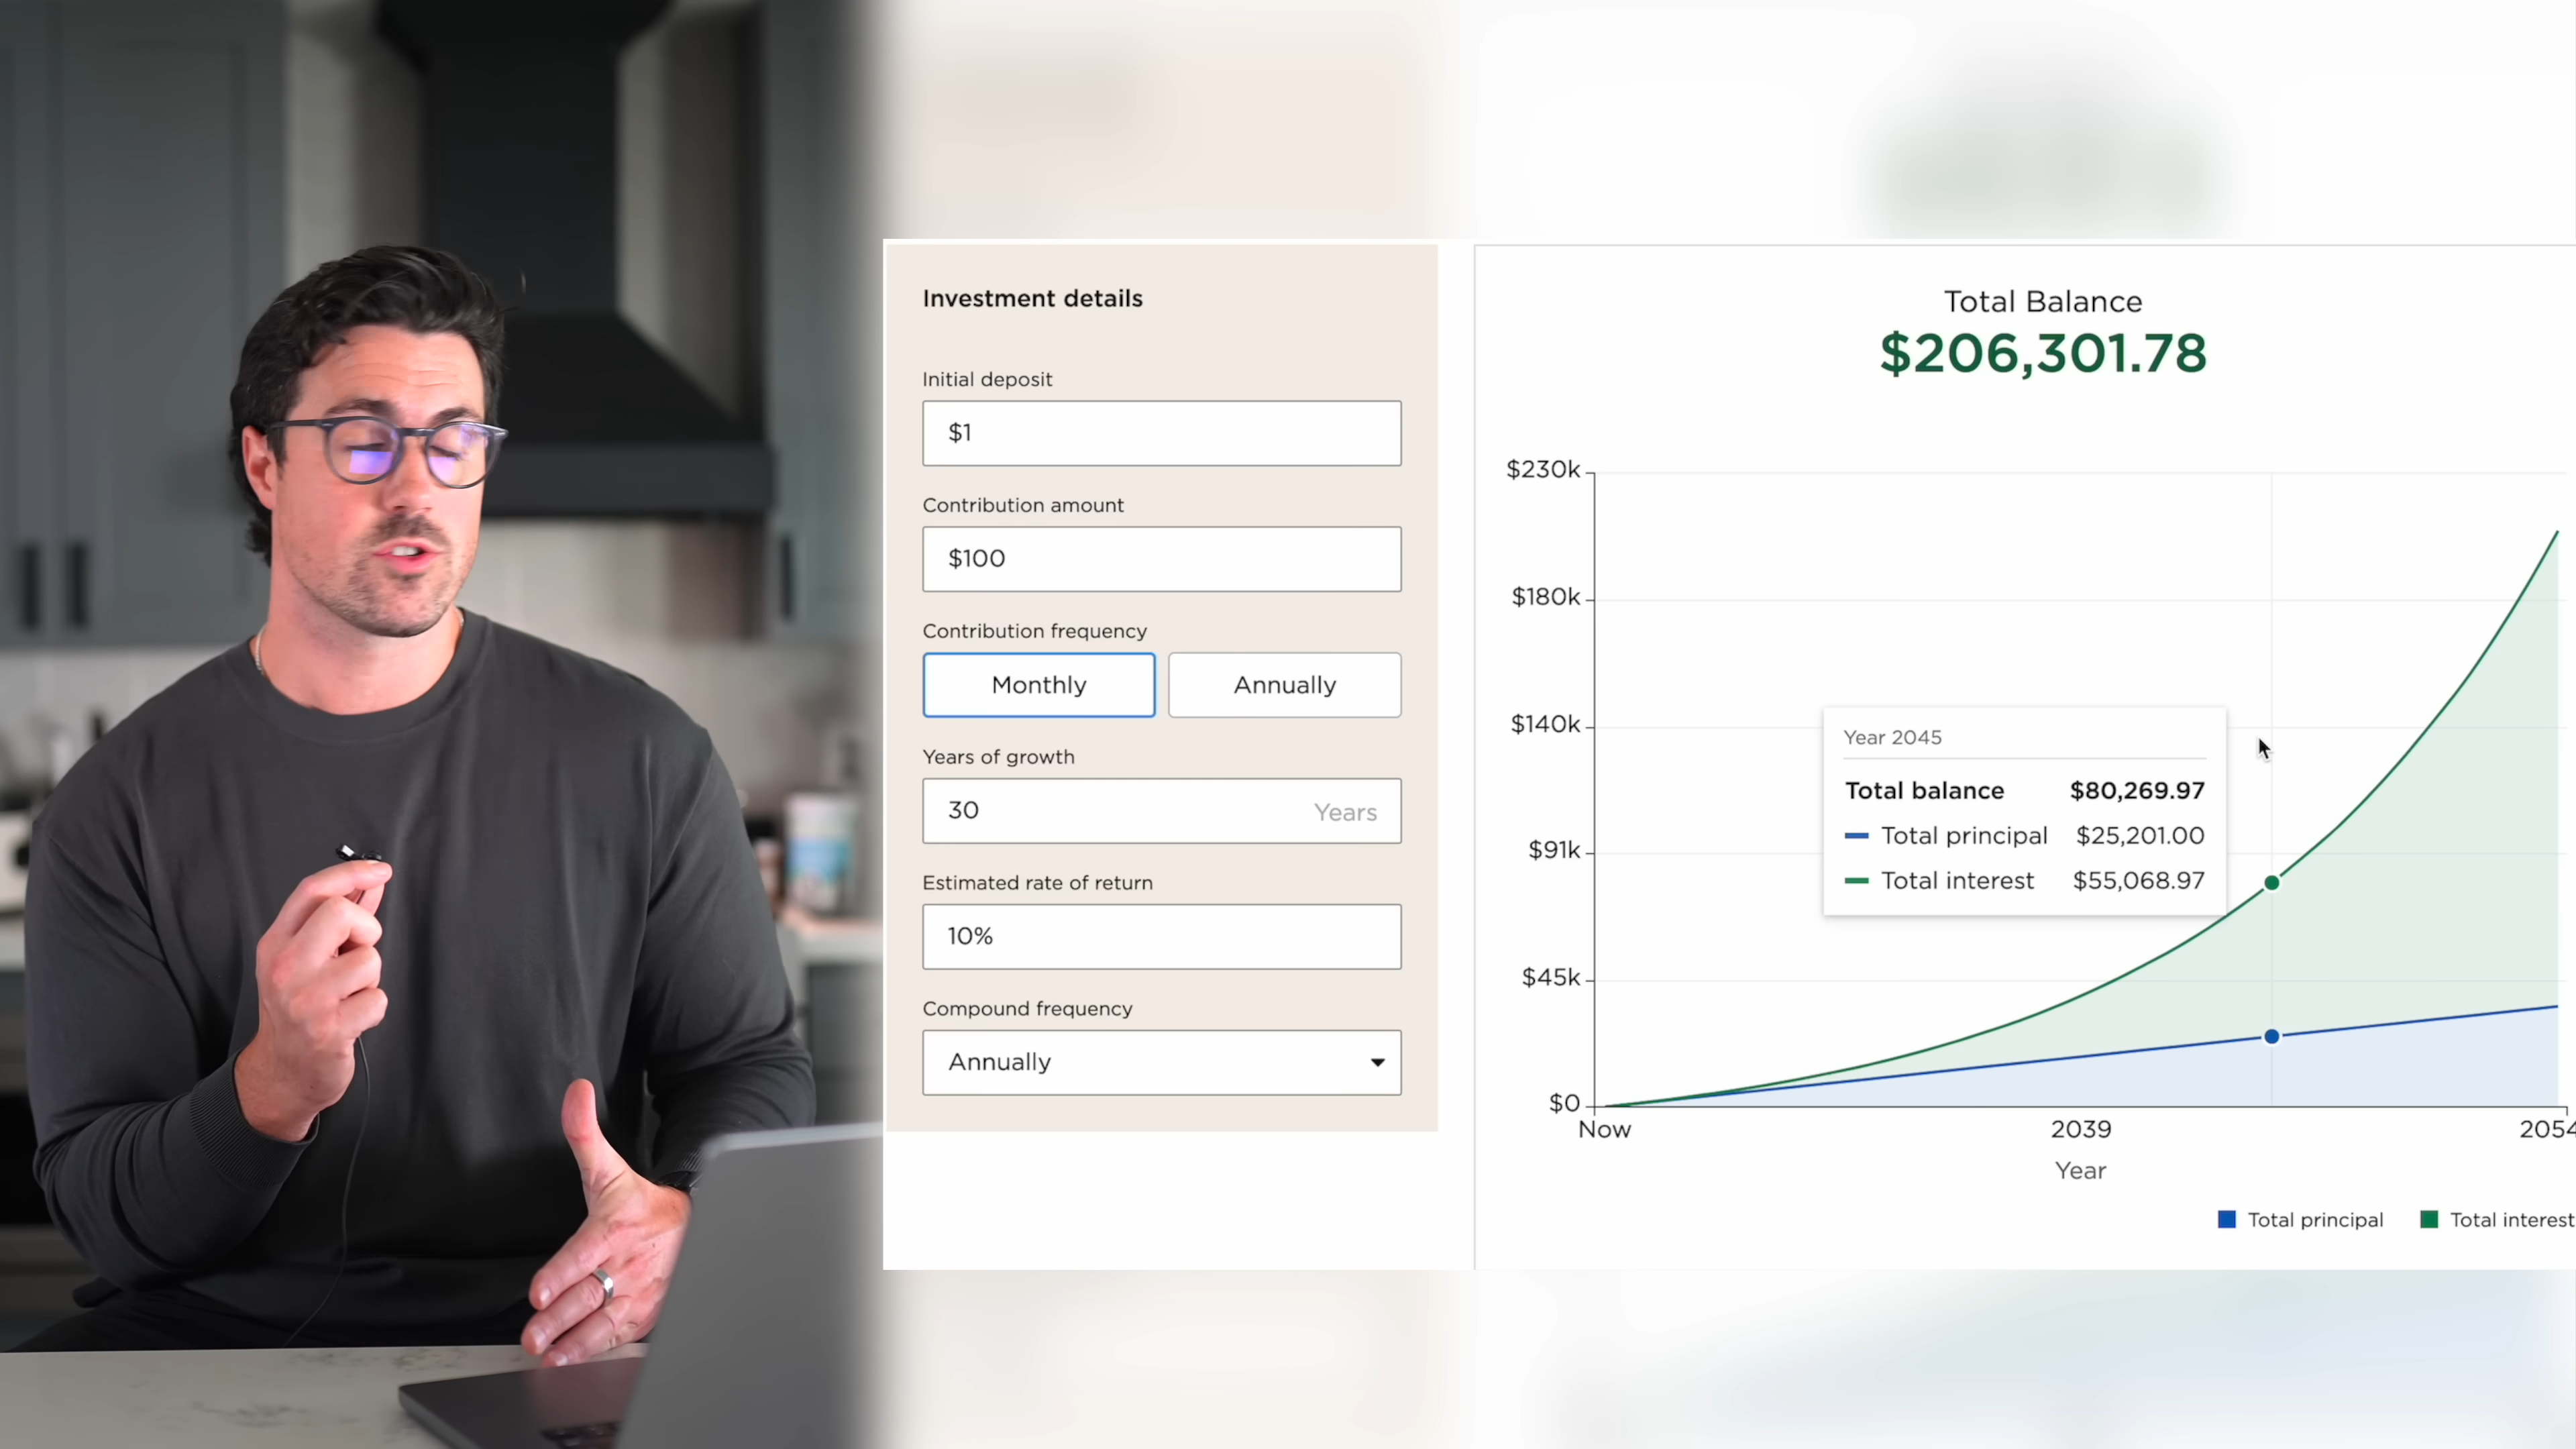 Investment details
Initial deposit
$1
Contribution amount
$100
Contribution frequency
Monthly Annually
Years of growth
30 Years
Estimated rate of return
10%
Compound frequency
Annually
Total Balance
$206,301.78
$230k
$180k
$140k
$91k
$45k
$0
Year 2045
Total balance $80,269.97
Total principal $25,201.00
Total interest $55,068.97
Now 2039 2054
Year
Total principal Total interest